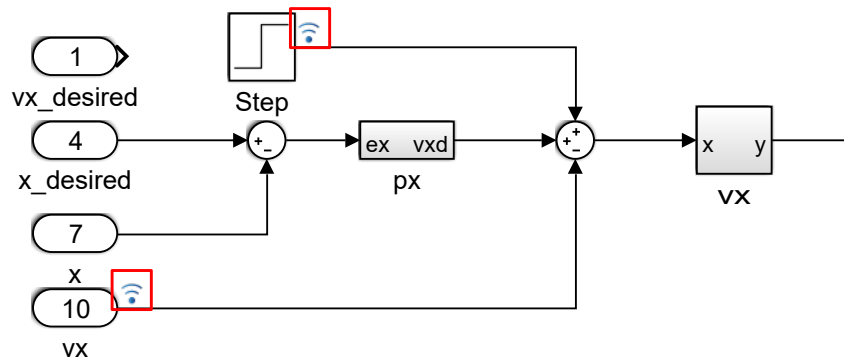 1
vx_desired
Step
4
x_desired
+
−
ex vxd
px
+
+
−
x y
vx
7
x
10
vx